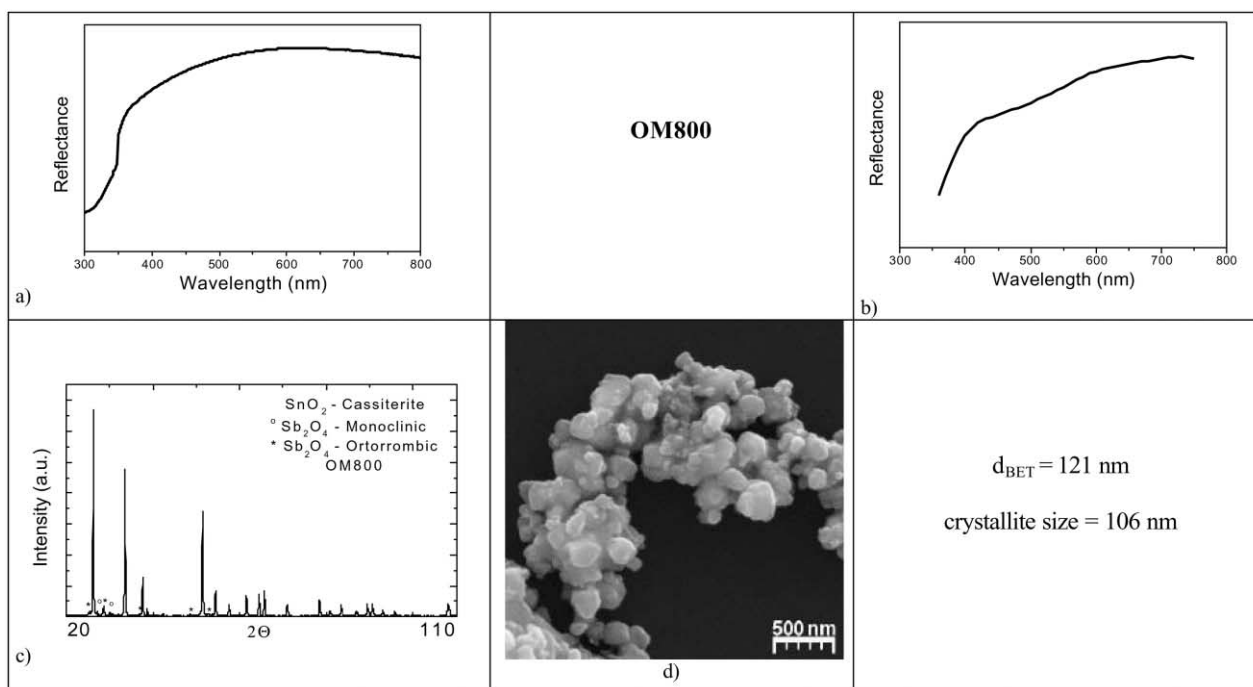 Reflectance
300 400 500 600 700 800
Wavelength (nm)
a)
OM800
Reflectance
300 400 500 600 700 800
Wavelength (nm)
b)
Intensity (a.u.)
SnO₂ - Cassiterite
° Sb₂O₄ - Monoclinic
* Sb₂O₄ - Ortorrombic
OM800
* ° * ° * * *
20 2Θ 110
c)
500 nm
d)
d_BET = 121 nm
crystallite size = 106 nm